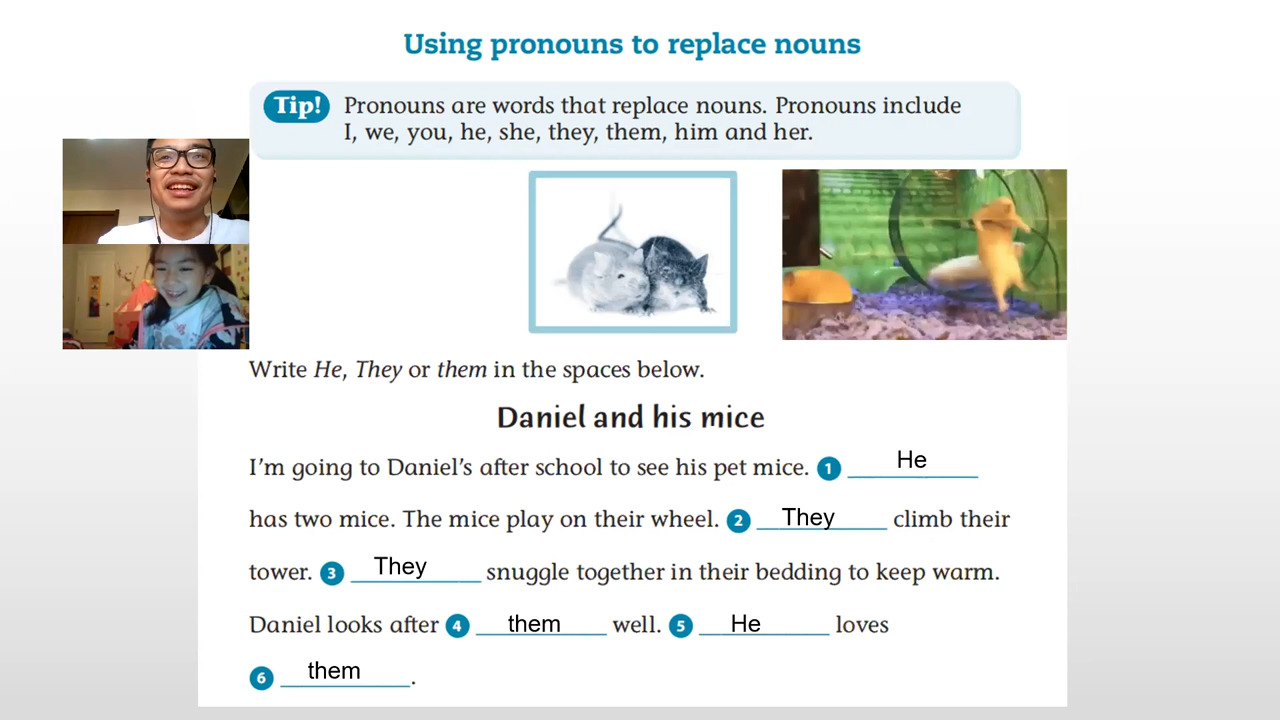 Using pronouns to replace nouns
Tip! Pronouns are words that replace nouns. Pronouns include
I, we, you, he, she, they, them, him and her.
Write He, They or them in the spaces below.
Daniel and his mice
I'm going to Daniel's after school to see his pet mice. 1 He
has two mice. The mice play on their wheel. 2 They climb their
tower. 3 They snuggle together in their bedding to keep warm.
Daniel looks after 4 them well. 5 He loves
6 them.